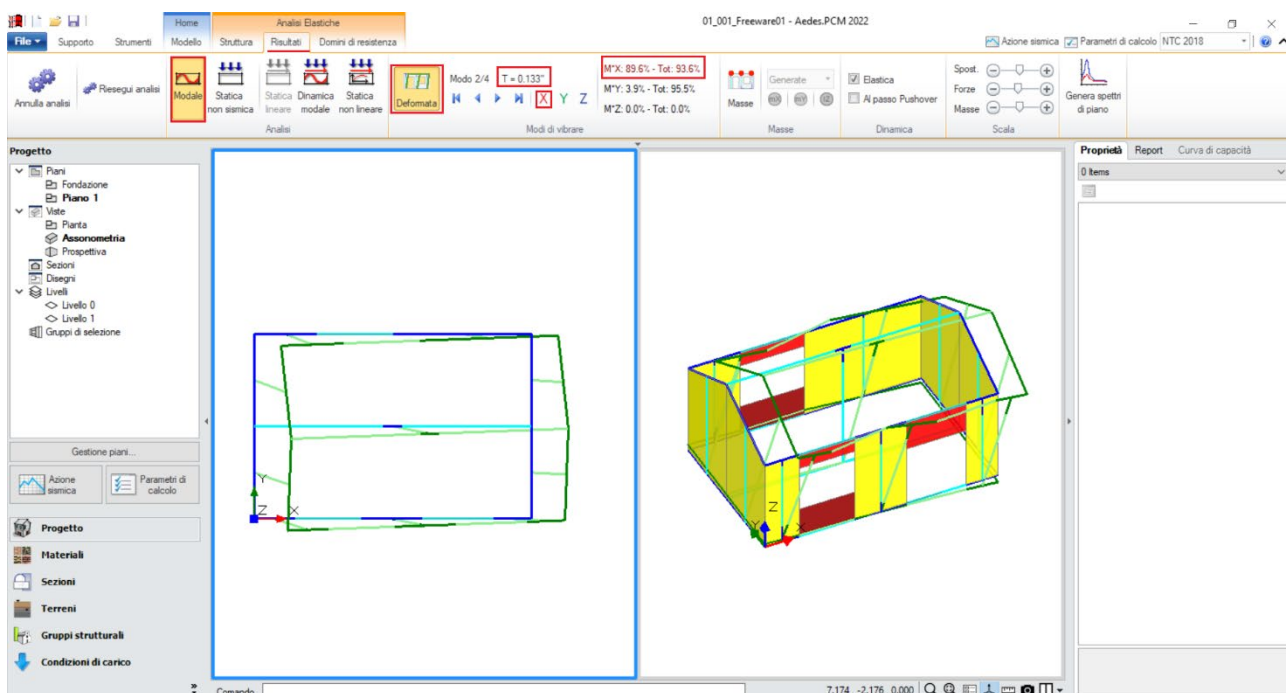 01_001_Freeware01 - Aedes.PCM 2022
Home
Analisi Elastiche
File
Supporto
Strumenti
Modello
Struttura
Risultati
Domini di resistenza
Azione sismica
Parametri di calcolo
NTC 2018
Annulla analisi
Riesegui analisi
Modale
Statica non sismica
Statica lineare
Dinamica modale
Statica non lineare
Analisi
Deformata
Modo 2/4
T = 0.133"
X Y Z
M*X: 89.6% - Tot: 93.6%
M*Y: 3.9% - Tot: 95.5%
M*Z: 0.0% - Tot: 0.0%
Modi di vibrare
Masse
Generate
Masse
Elastica
Al passo Pushover
Dinamica
Spost.
Forze
Masse
Scala
Genera spettri di piano
Progetto
Piani
Fondazione
Piano 1
Viste
Pianta
Assonometria
Prospettiva
Sezioni
Disegni
Livelli
Livello 0
Livello 1
Gruppi di selezione
Gestione piani...
Azione sismica
Parametri di calcolo
Progetto
Materiali
Sezioni
Terreni
Gruppi strutturali
Condizioni di carico
Y
Z X
Z
Y X
Proprietà
Report
Curva di capacità
0 Items
Comando
7.174 -2.176 0.000